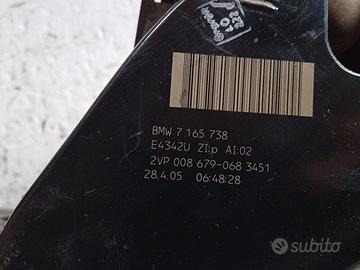 BMW 7 165 738
E4342U ZIp AI:02
2VP 008 679-068 3451
28.4.05 06:48:28
subito